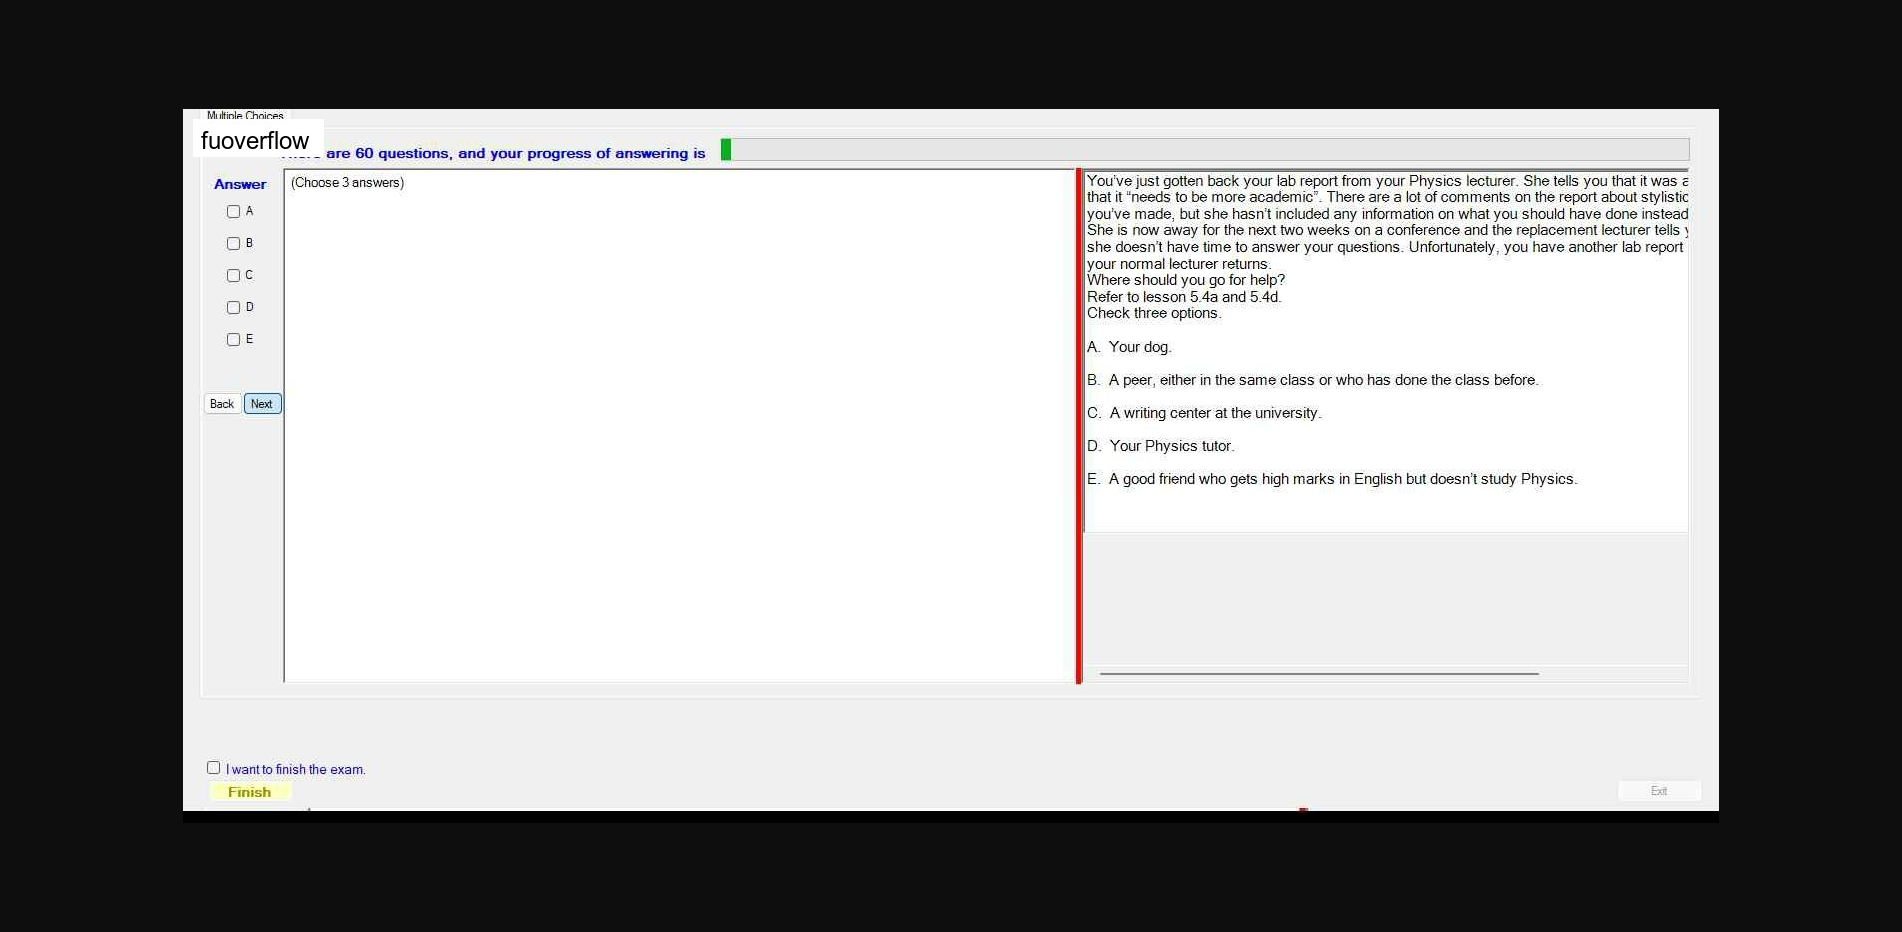 Multiple Choices
fuoverflow
are 60 questions, and your progress of answering is
Answer
A
B
C
D
E
Back Next
(Choose 3 answers)
You’ve just gotten back your lab report from your Physics lecturer. She tells you that it was a
that it “needs to be more academic”. There are a lot of comments on the report about stylistic
you’ve made, but she hasn’t included any information on what you should have done instead
She is now away for the next two weeks on a conference and the replacement lecturer tells y
she doesn’t have time to answer your questions. Unfortunately, you have another lab report
your normal lecturer returns.
Where should you go for help?
Refer to lesson 5.4a and 5.4d.
Check three options.
A. Your dog.
B. A peer, either in the same class or who has done the class before.
C. A writing center at the university.
D. Your Physics tutor.
E. A good friend who gets high marks in English but doesn’t study Physics.
I want to finish the exam.
Finish
Exit